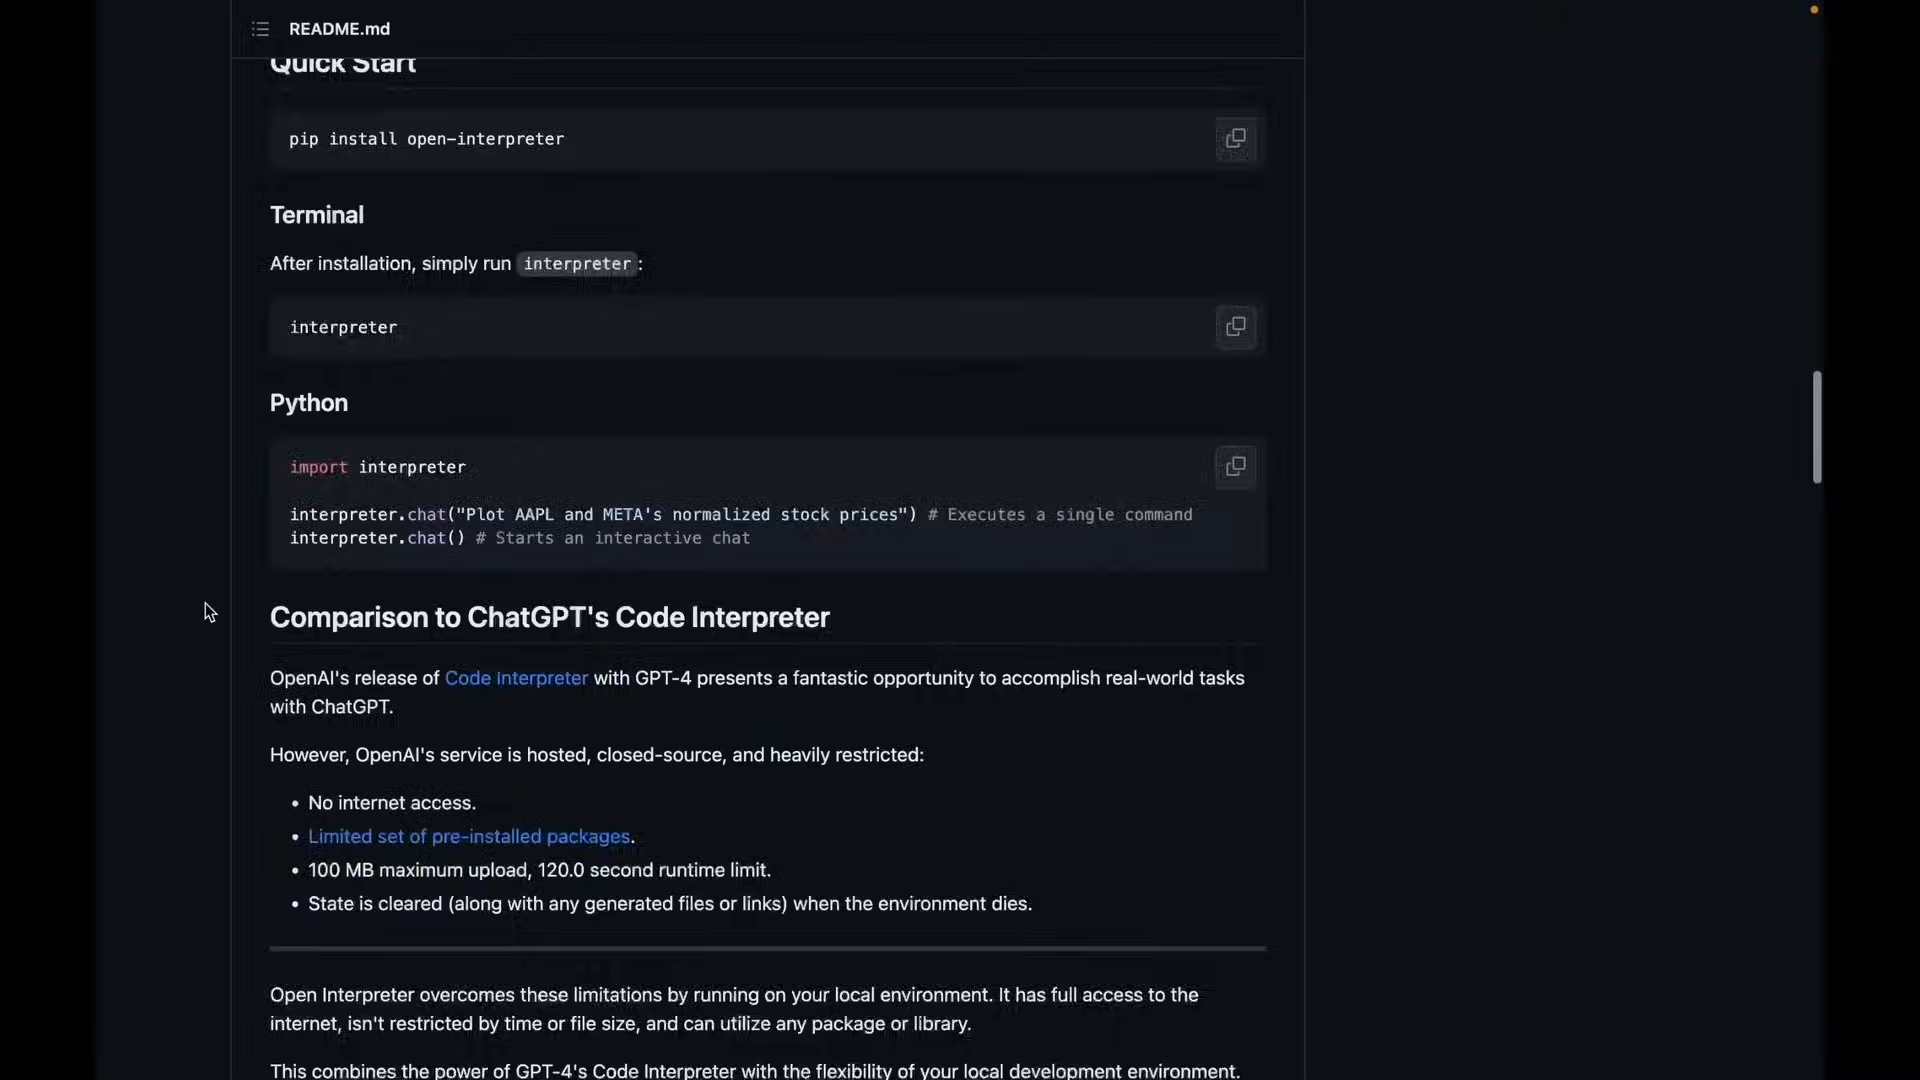 README.md
Quick Start
pip install open-interpreter
Terminal
After installation, simply run interpreter:
interpreter
Python
import interpreter
interpreter.chat("Plot AAPL and META's normalized stock prices") # Executes a single command
interpreter.chat() # Starts an interactive chat
Comparison to ChatGPT's Code Interpreter
OpenAI's release of Code Interpreter with GPT-4 presents a fantastic opportunity to accomplish real-world tasks
with ChatGPT.
However, OpenAI's service is hosted, closed-source, and heavily restricted:
• No internet access.
• Limited set of pre-installed packages.
• 100 MB maximum upload, 120.0 second runtime limit.
• State is cleared (along with any generated files or links) when the environment dies.
Open Interpreter overcomes these limitations by running on your local environment. It has full access to the
internet, isn't restricted by time or file size, and can utilize any package or library.
This combines the power of GPT-4's Code Interpreter with the flexibility of your local development environment.